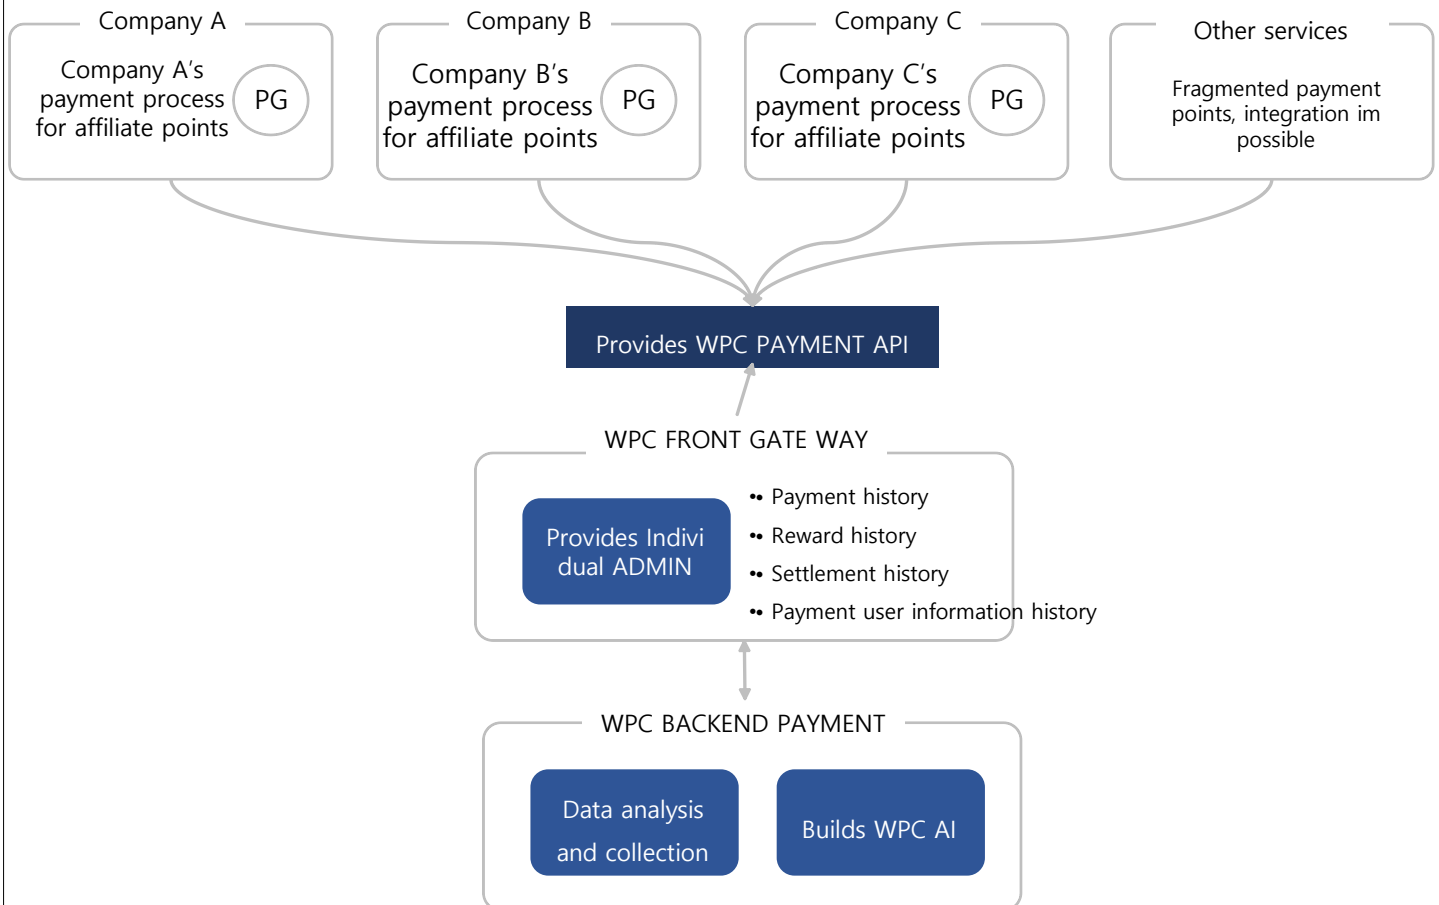 Company A
Company A's
payment process
for affiliate points
PG
Company B
Company B's
payment process
for affiliate points
PG
Company C
Company C's
payment process
for affiliate points
PG
Other services
Fragmented payment
points, integration im
possible
Provides WPC PAYMENT API
WPC FRONT GATE WAY
Provides Indivi
dual ADMIN
•• Payment history
•• Reward history
•• Settlement history
•• Payment user information history
WPC BACKEND PAYMENT
Data analysis
and collection
Builds WPC AI